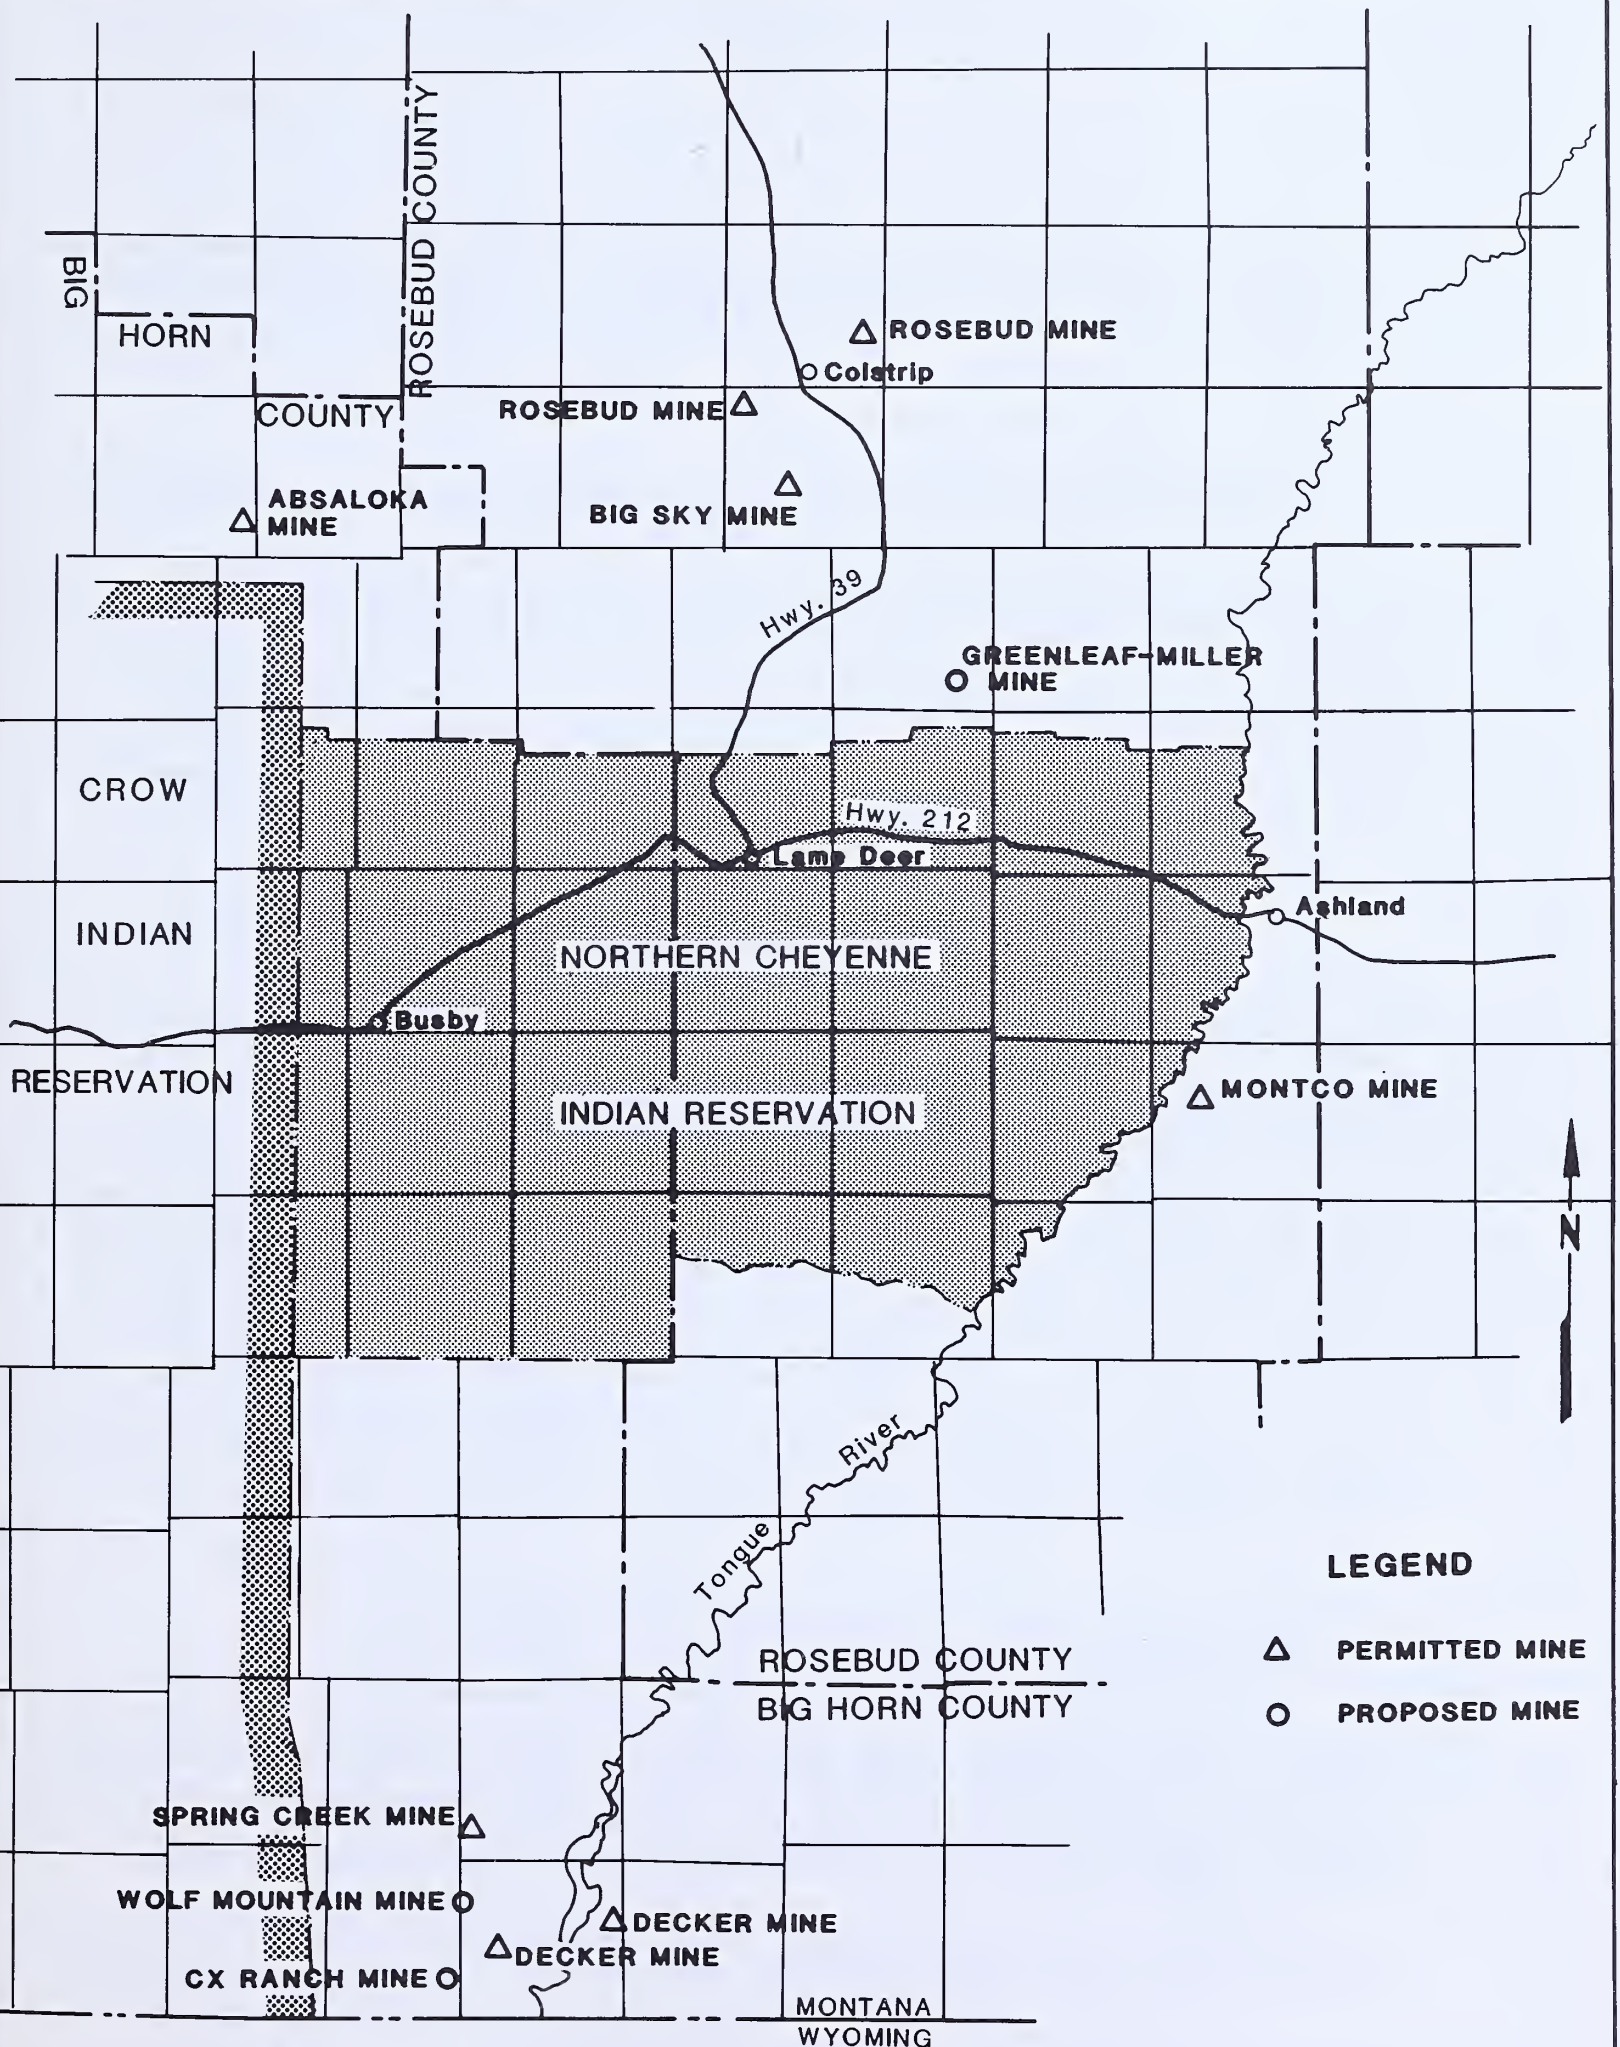 ROSEBUD COUNTY
BIG
HORN
COUNTY
ROSEBUD MINE
Colstrip
ROSEBUD MINE
ABSALOKA
MINE
BIG SKY MINE
Hwy. 39
GREENLEAF-MILLER
MINE
CROW
Hwy. 212
Lame Deer
Ashland
INDIAN
NORTHERN CHEYENNE
Busby
RESERVATION
INDIAN RESERVATION
MONTCO MINE
N
River
Tongue
LEGEND
PERMITTED MINE
PROPOSED MINE
ROSEBUD COUNTY
BIG HORN COUNTY
SPRING CREEK MINE
WOLF MOUNTAIN MINE
DECKER MINE
DECKER MINE
CX RANCH MINE
MONTANA
WYOMING